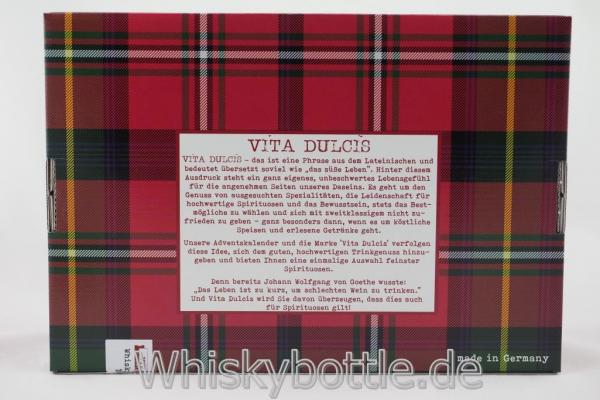 VITA DULCIS
VITA DULCIS – das ist eine Phrase aus dem Lateinischen und
bedeutet übersetzt soviel wie „das süße Leben". Hinter diesem
Ausdruck steht ein ganz eigenes, unbeschwertes Lebensgefühl
für die angenehmen Seiten unseres Daseins. Es geht um den
Genuss von ausgesuchten Spezialitäten, die Leidenschaft für
hochwertige Spirituosen und das Bewusstsein, stets das Best-
mögliche zu wählen und sich mit zweitklassigem nicht zu-
frieden zu geben – ganz besonders dann, wenn es um köstliche
Speisen und erlesene Getränke geht.
Unsere Adventskalender und die Marke 'Vita Dulcis' verfolgen
diese Idee, sich dem guten, hochwertigen Trinkgenuss hinzu-
geben und bieten Ihnen eine einmalige Auswahl feinster
Spirituosen.
Denn bereits Johann Wolfgang von Goethe wusste:
„Das Leben ist zu kurz, um schlechten Wein zu trinken."
Und Vita Dulcis wird Sie davon überzeugen, dass dies auch
für Spirituosen gilt!
made in Germany
Whiskybottle.de